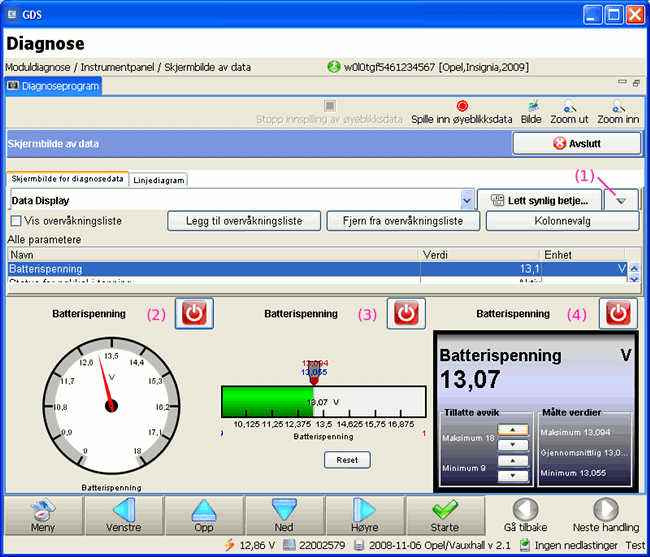 GDS
Diagnose
Moduldiagnose / Instrumentpanel / Skjermbilde av data
w0l0tgf5461234567 [Opel,Insignia,2009]
Diagnoseprogram
Stopp innspilling av øyeblikksdata
Spille inn øyeblikksdata
Bilde
Zoom ut
Zoom inn
Skjermbilde av data
Avslutt
(1)
Skjermbilde for diagnosedata
Linjediagram
Data Display
Lett synlig betje...
Vis overvåkningsliste
Legg til overvåkningsliste
Fjern fra overvåkningsliste
Kolonnevalg
Alle parametere
Navn Verdi Enhet
Batterispenning 13,1 V
Batterispenning (2)
Batterispenning (3)
Batterispenning (4)
12,6 13,5
11,7 14,4
V
10,8 15,3
9,9 16,2
9 18 17,1
Batterispenning
13,094
13,055
13,07 V
10,125 11,25 12,375 13,5 14,625 15,75 16,875
Batterispenning
Reset
Batterispenning V
13,07
Tillatte avvik
Maksimum 18
Minimum 9
Målte verdier
Maksimum 13,094
Gjennomsnittlig 13,0...
Minimum 13,055
Meny
Venstre
Opp
Ned
Høyre
Starte
Gå tilbake
Neste handling
12,86 V
22002579
2008-11-06 Opel/Vauxhall v 2.1
Ingen nedlastinger
Test